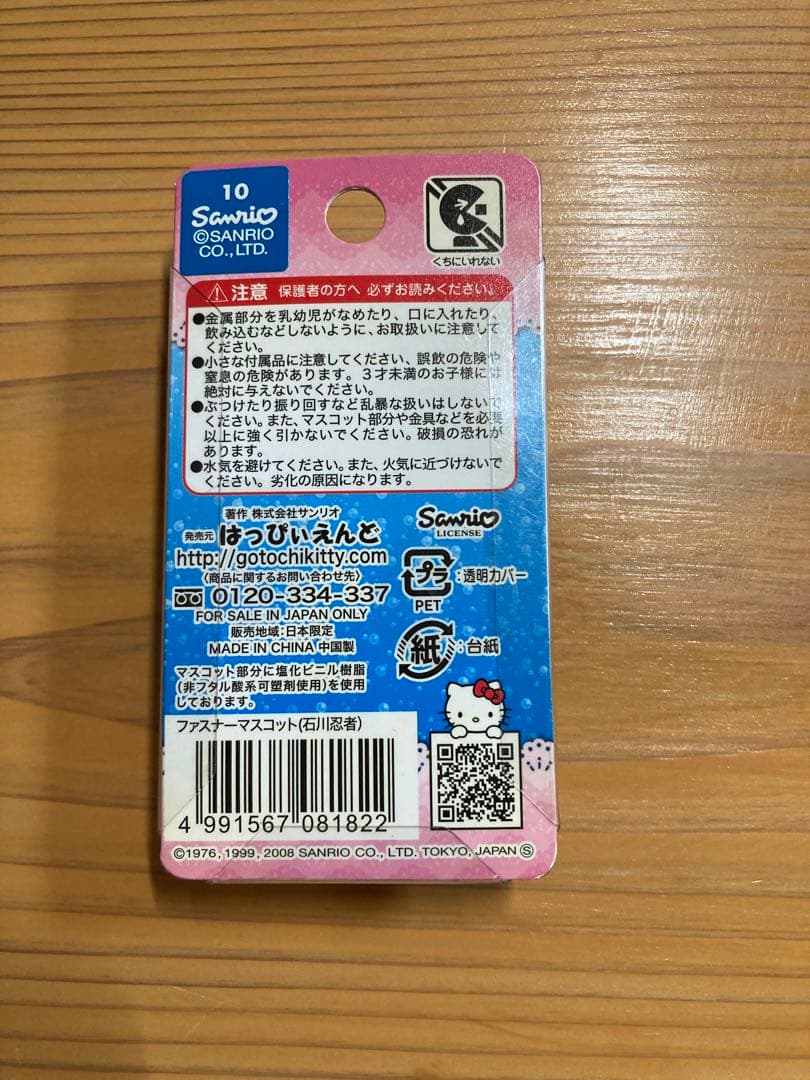 10
Sanrio
©SANRIO
CO.,LTD.
くちにいれない
注意 保護者の方へ 必ずお読みください。
●金属部分を乳幼児がなめたり、口に入れたり、
飲み込むなどしないように、お取扱いに注意して
ください。
●小さな付属品に注意してください、誤飲の危険や
窒息の危険があります。3才未満のお子様には
絶対に与えないでください。
●ぶつけたり振り回すなど乱暴な扱いはしないで
ください。また、マスコット部分や金具などを必要
以上に強く引かないでください。破損の恐れが
あります。
●水気を避けてください。また、火気に近づけないで
ください。劣化の原因になります。
著作 株式会社サンリオ
発売元 はっぴぃえんど
http://gotochikitty.com
〈商品に関するお問い合わせ先〉
0120-334-337
FOR SALE IN JAPAN ONLY
販売地域:日本限定
MADE IN CHINA 中国製
マスコット部分に塩化ビニル樹脂
(非フタル酸系可塑剤使用)を使用
しております。
Sanrio
LICENSE
プラ:透明カバー
PET
紙:台紙
ファスナーマスコット(石川忍者)
4 991567 081822
©1976, 1999, 2008 SANRIO CO., LTD. TOKYO, JAPAN Ⓢ